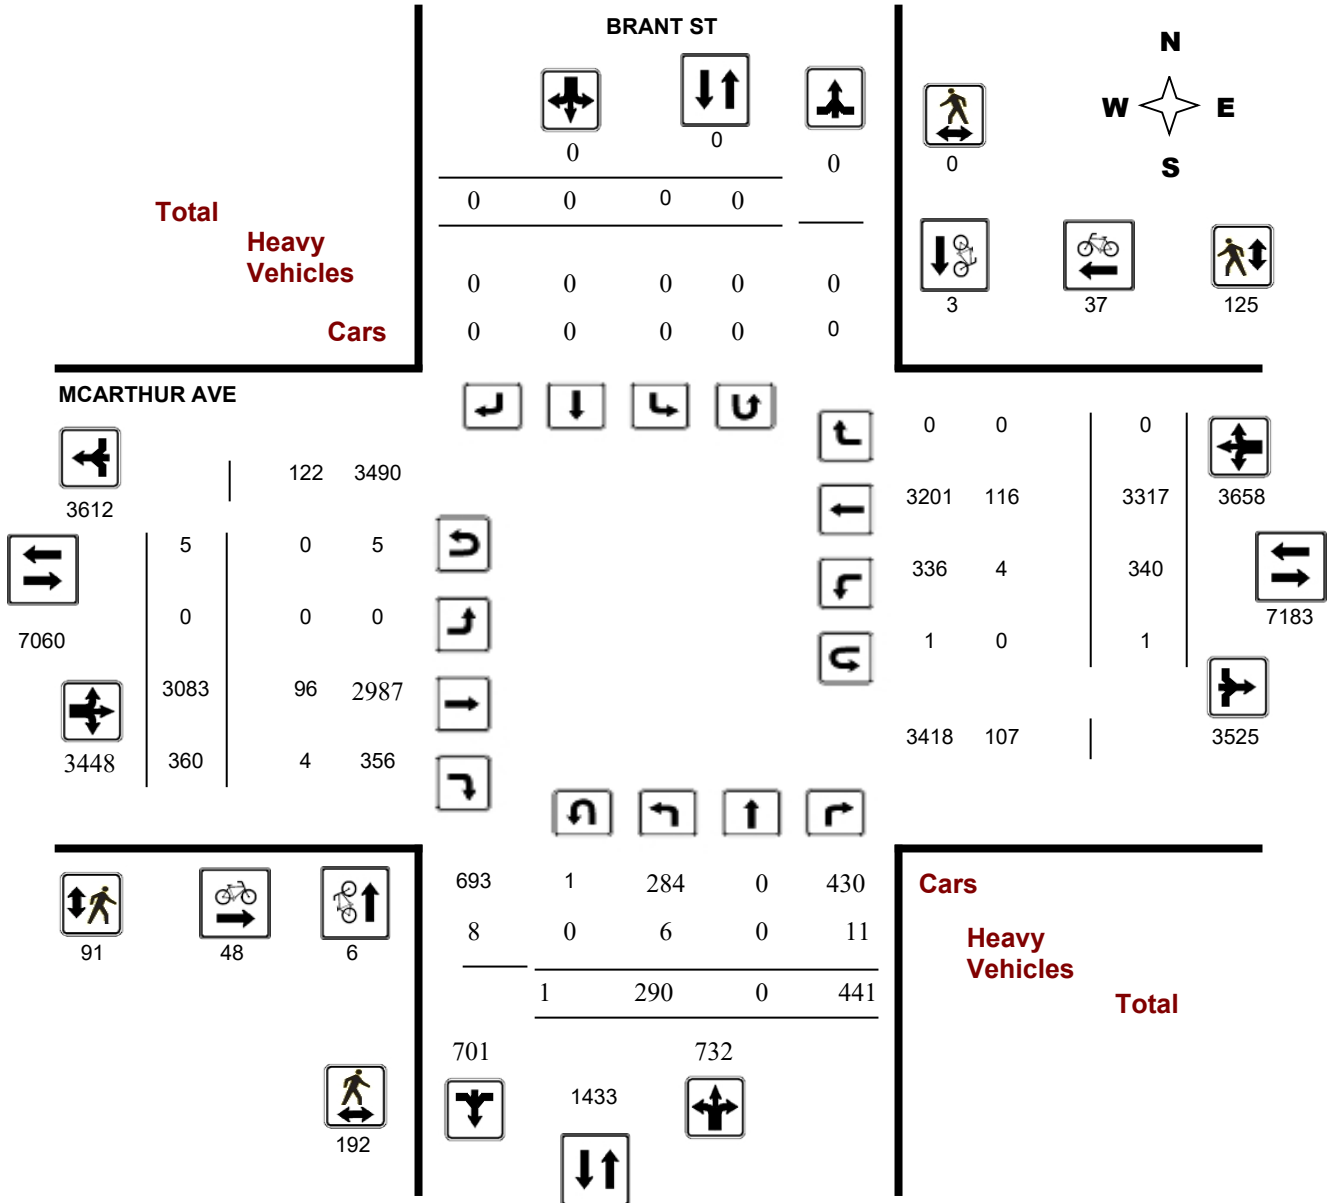 BRANT ST
N
W E
S
0 0 0 0
0 0 0 0
Total
Heavy
Vehicles
3 37 125
0 0 0 0 0
Cars
0 0 0 0 0
MCARTHUR AVE
0 0 0
122 3490
3612
3201 116 3317 3658
5 0 5
336 4 340
0 0 0
7183
7060
1 0 1
3083 96 2987
3448 360 4 356
3418 107 3525
693 1 284 0 430
Cars
8 0 6 0 11
Heavy
Vehicles
91 48 6
1 290 0 441
Total
701 732
1433
192